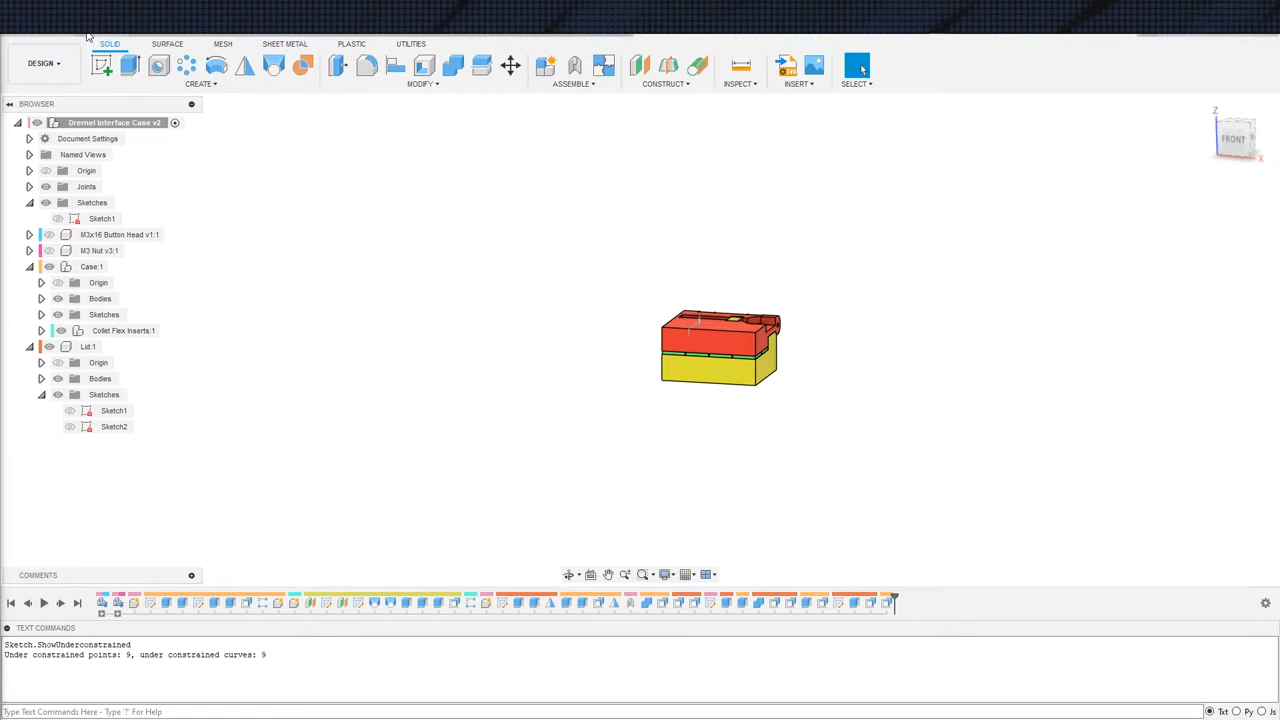 SOLID SURFACE MESH SHEET METAL PLASTIC UTILITIES
DESIGN
CREATE MODIFY ASSEMBLE CONSTRUCT INSPECT INSERT SELECT
BROWSER
Dremel Interface Case v2
Document Settings
Named Views
Origin
Joints
Sketches
Sketch1
M3x16 Button Head v1:1
M3 Nut v3:1
Case:1
Origin
Bodies
Sketches
Collet Flex Inserts:1
Lid:1
Origin
Bodies
Sketches
Sketch1
Sketch2
Z
FRONT
X
COMMENTS
TEXT COMMANDS
Sketch.ShowUnderconstrained
Under constrained points: 9, under constrained curves: 9
Type Text Commands Here - Type '?' For Help
Txt Py Js